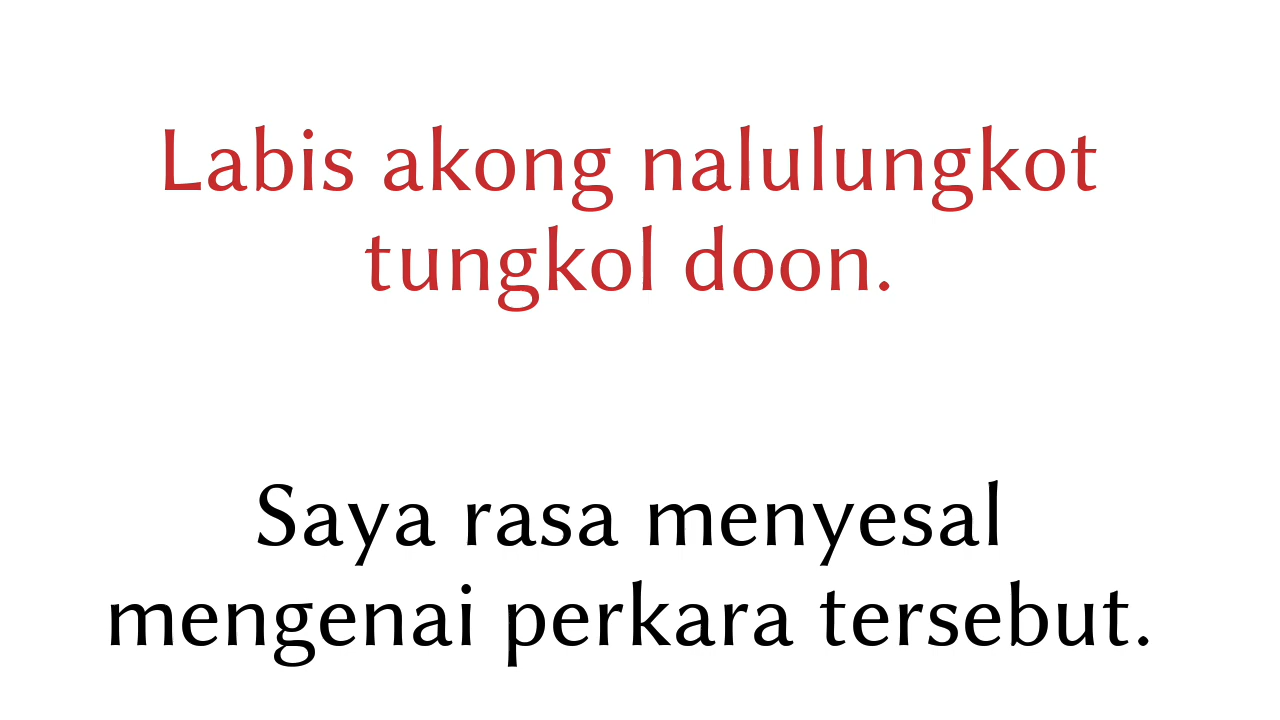 Labis akong nalulungkot
tungkol doon.
Saya rasa menyesal
mengenai perkara tersebut.